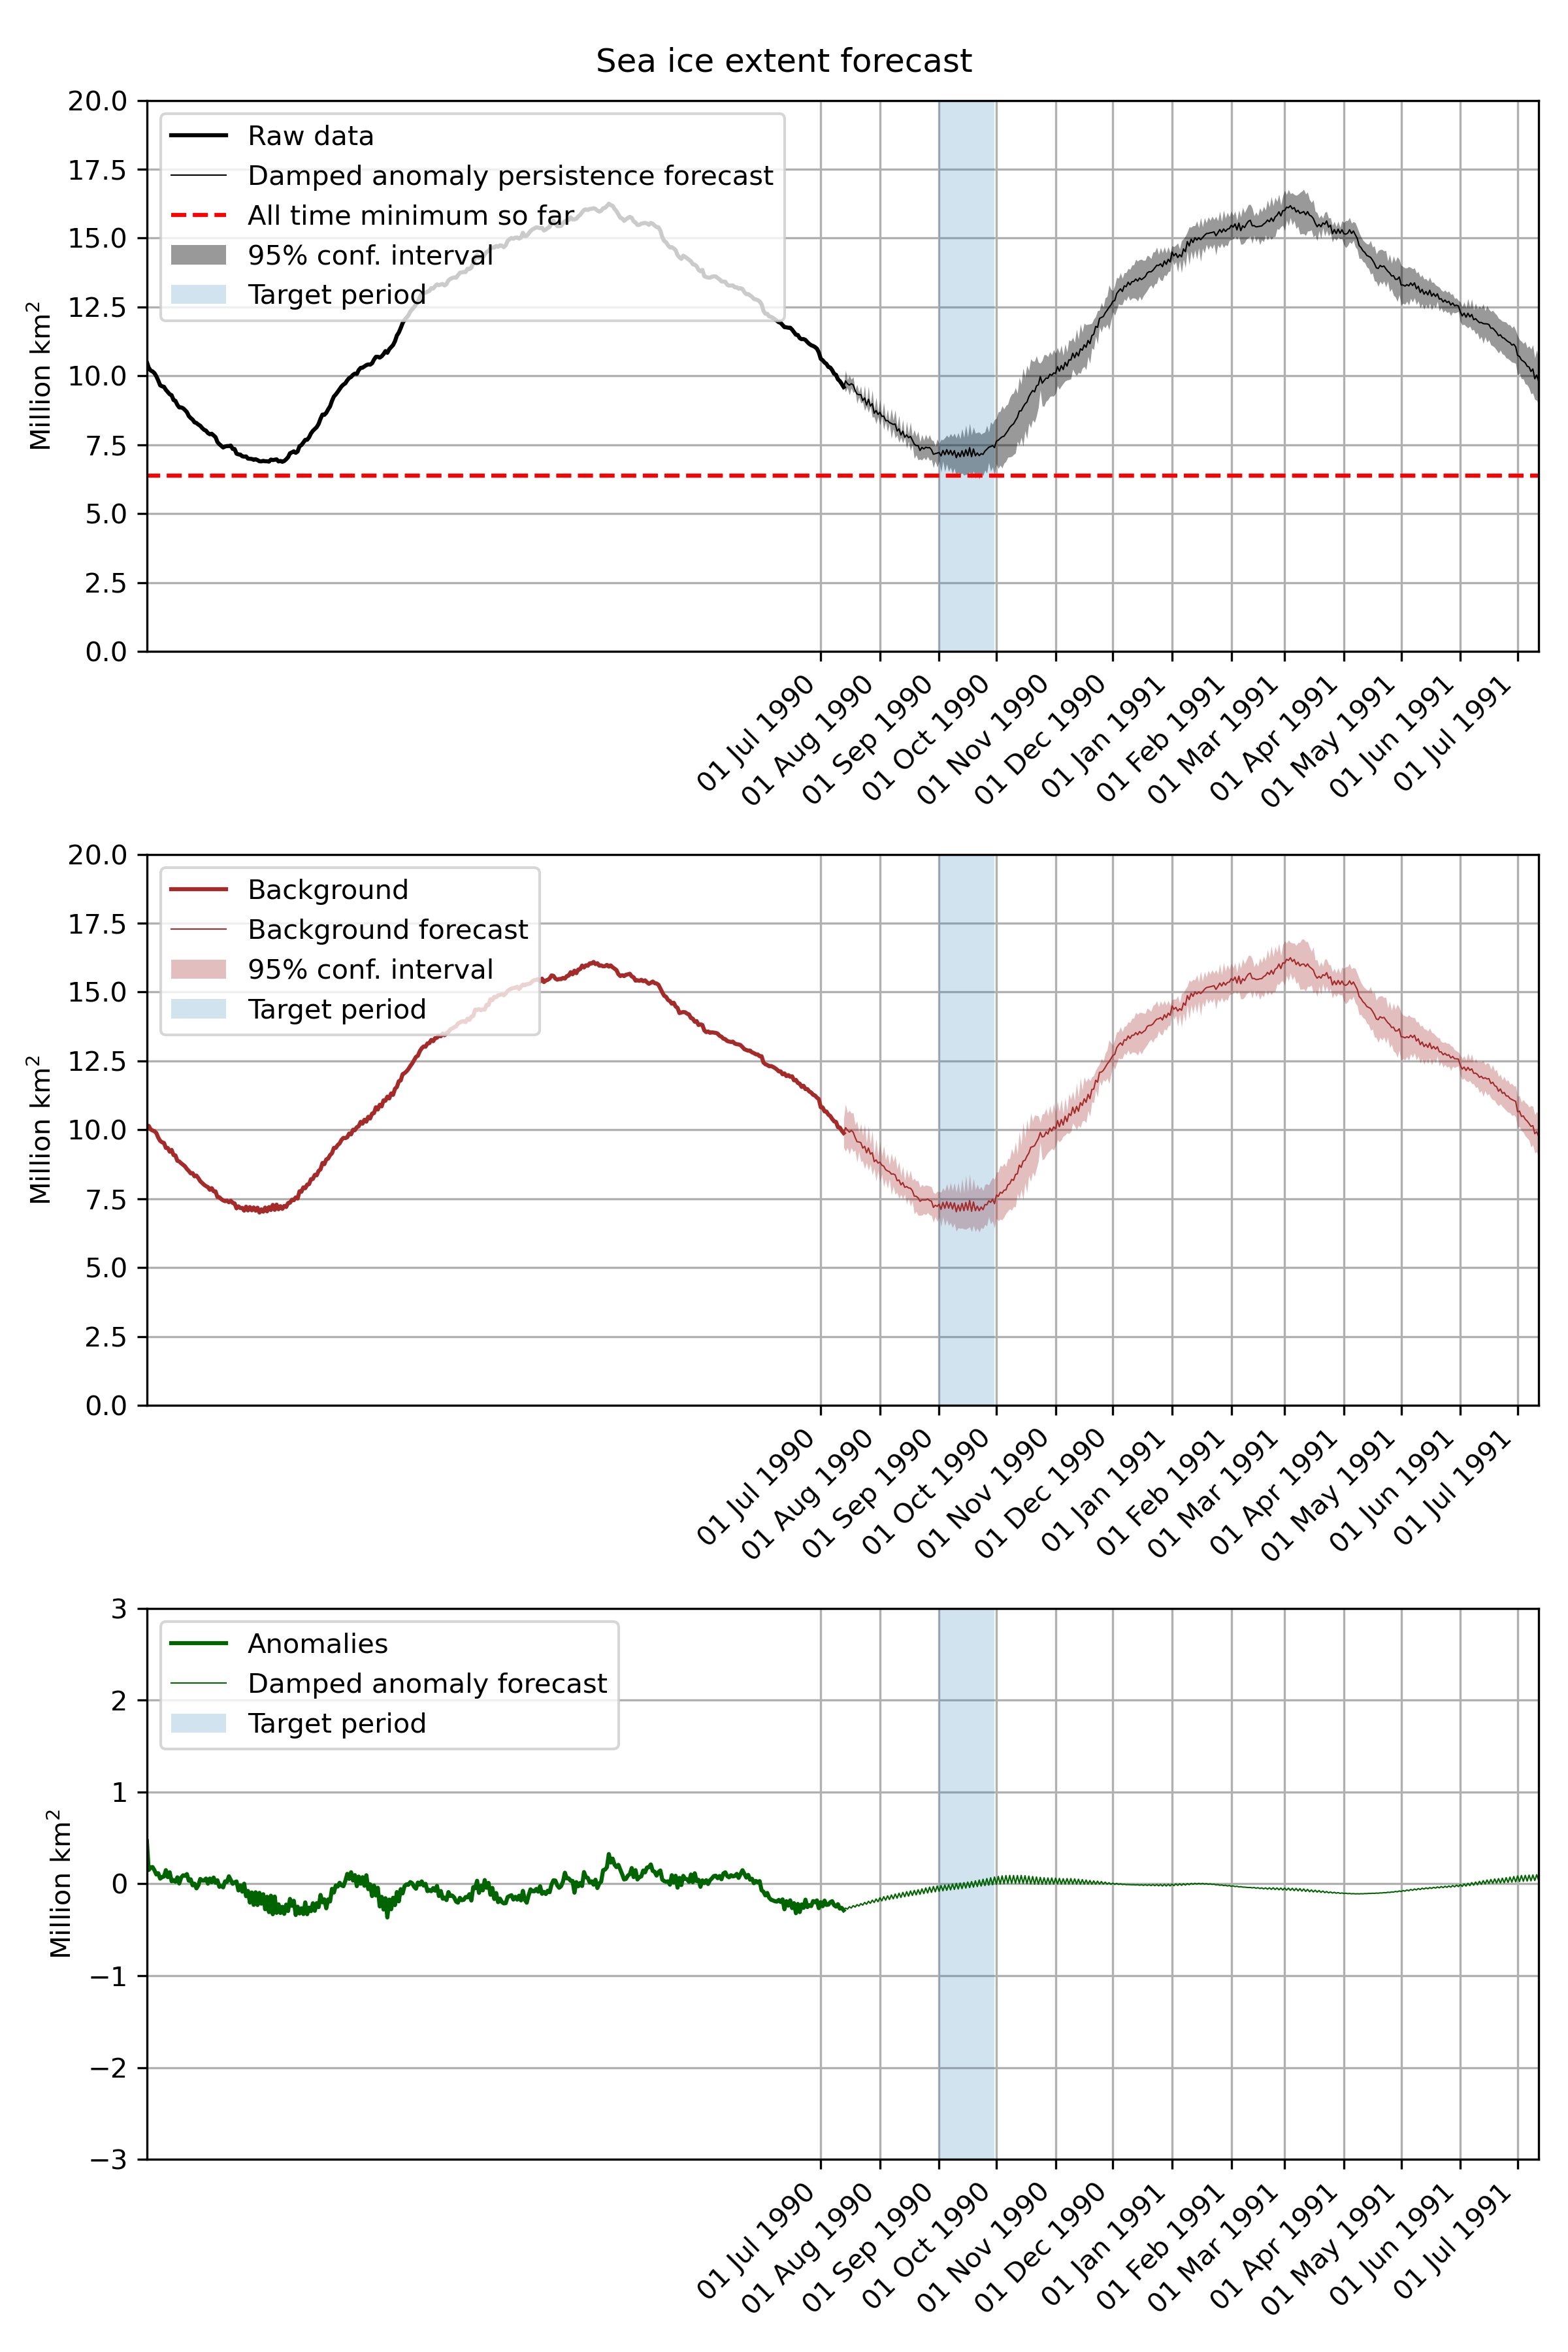 Sea ice extent forecast
20.0
17.5
15.0
12.5
10.0
7.5
5.0
2.5
0.0
Million km²
Raw data
Damped anomaly persistence forecast
All time minimum so far
95% conf. interval
Target period
01 Jul 1990
01 Aug 1990
01 Sep 1990
01 Oct 1990
01 Nov 1990
01 Dec 1990
01 Jan 1991
01 Feb 1991
01 Mar 1991
01 Apr 1991
01 May 1991
01 Jun 1991
01 Jul 1991
20.0
17.5
15.0
12.5
10.0
7.5
5.0
2.5
0.0
Million km²
Background
Background forecast
95% conf. interval
Target period
01 Jul 1990
01 Aug 1990
01 Sep 1990
01 Oct 1990
01 Nov 1990
01 Dec 1990
01 Jan 1991
01 Feb 1991
01 Mar 1991
01 Apr 1991
01 May 1991
01 Jun 1991
01 Jul 1991
3
2
1
0
−1
−2
−3
Million km²
Anomalies
Damped anomaly forecast
Target period
01 Jul 1990
01 Aug 1990
01 Sep 1990
01 Oct 1990
01 Nov 1990
01 Dec 1990
01 Jan 1991
01 Feb 1991
01 Mar 1991
01 Apr 1991
01 May 1991
01 Jun 1991
01 Jul 1991